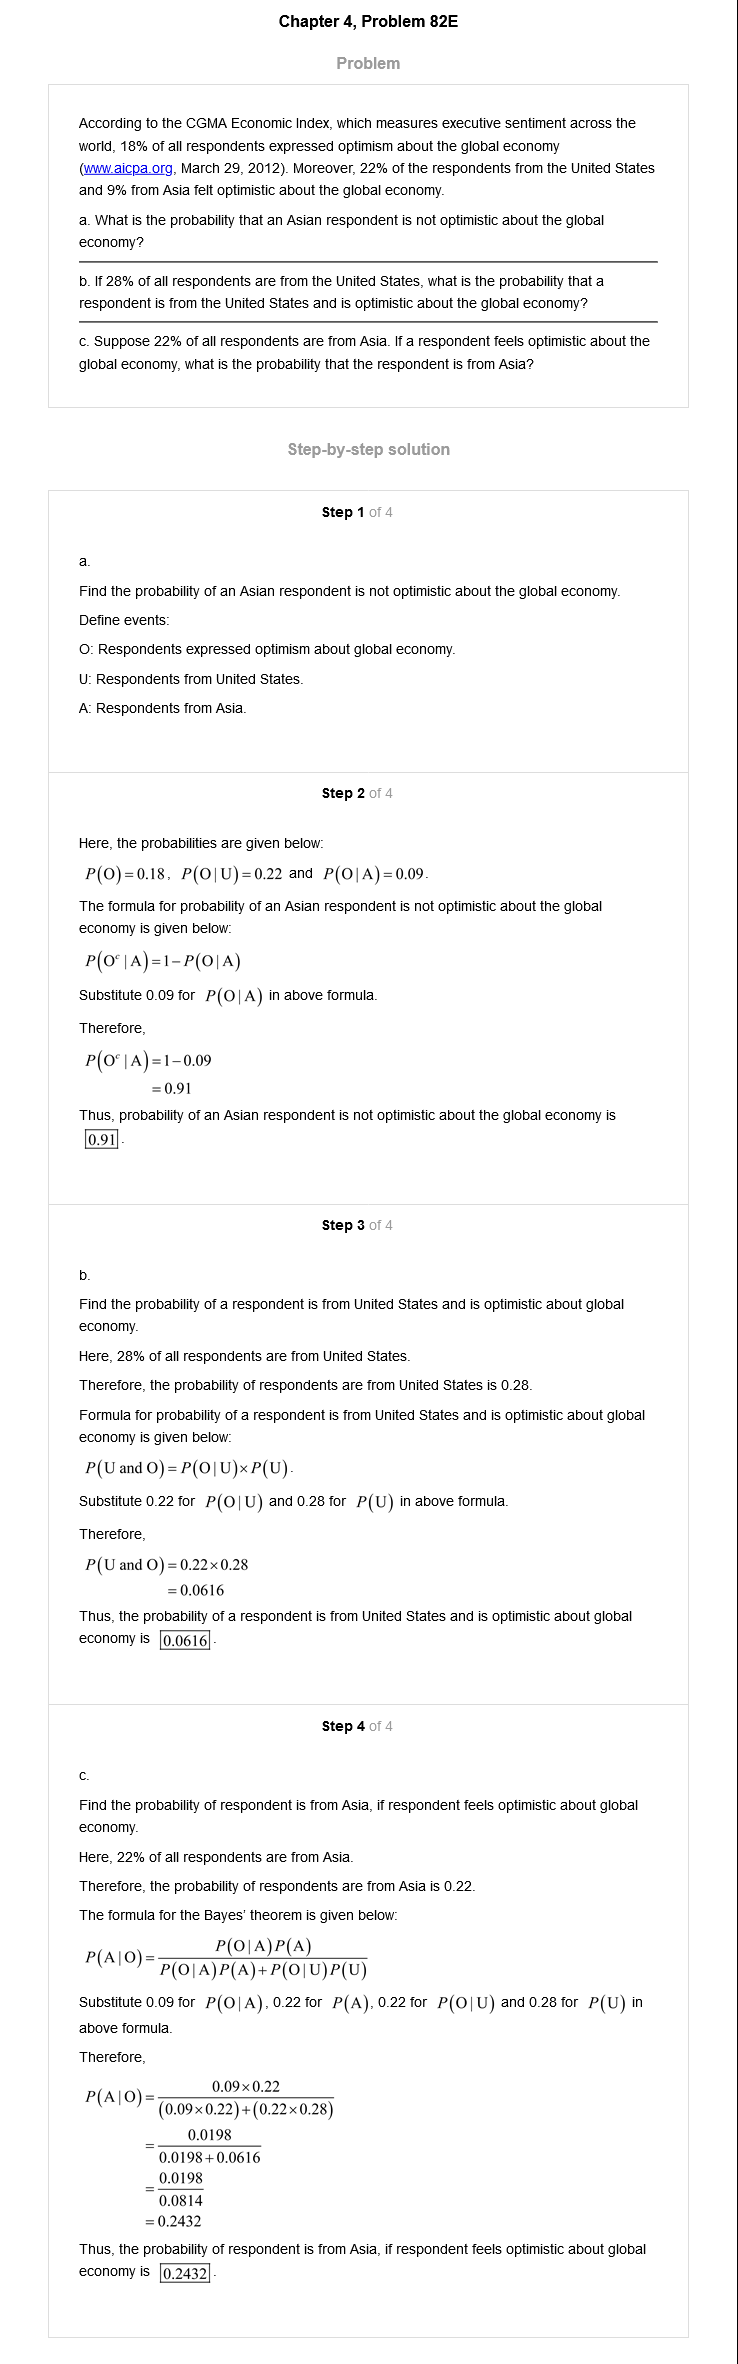 Chapter 4, Problem 82E
Problem
According to the CGMA Economic Index, which measures executive sentiment across the
world, 18% of all respondents expressed optimism about the global economy
(www.aicpa.org, March 29, 2012). Moreover, 22% of the respondents from the United States
and 9% from Asia felt optimistic about the global economy.
a. What is the probability that an Asian respondent is not optimistic about the global
economy?
b. If 28% of all respondents are from the United States, what is the probability that a
respondent is from the United States and is optimistic about the global economy?
c. Suppose 22% of all respondents are from Asia. If a respondent feels optimistic about the
global economy, what is the probability that the respondent is from Asia?
Step-by-step solution
Step 1 of 4
a.
Find the probability of an Asian respondent is not optimistic about the global economy.
Define events:
O: Respondents expressed optimism about global economy.
U: Respondents from United States.
A: Respondents from Asia.
Step 2 of 4
Here, the probabilities are given below:
P(O)=0.18, P(O|U)=0.22 and P(O|A)=0.09.
The formula for probability of an Asian respondent is not optimistic about the global
economy is given below:
P(Oᶜ|A)=1−P(O|A)
Substitute 0.09 for P(O|A) in above formula.
Therefore,
P(Oᶜ|A)=1−0.09
=0.91
Thus, probability of an Asian respondent is not optimistic about the global economy is
0.91.
Step 3 of 4
b.
Find the probability of a respondent is from United States and is optimistic about global
economy.
Here, 28% of all respondents are from United States.
Therefore, the probability of respondents are from United States is 0.28.
Formula for probability of a respondent is from United States and is optimistic about global
economy is given below:
P(U and O)=P(O|U)×P(U).
Substitute 0.22 for P(O|U) and 0.28 for P(U) in above formula.
Therefore,
P(U and O)=0.22×0.28
=0.0616
Thus, the probability of a respondent is from United States and is optimistic about global
economy is 0.0616.
Step 4 of 4
c.
Find the probability of respondent is from Asia, if respondent feels optimistic about global
economy.
Here, 22% of all respondents are from Asia.
Therefore, the probability of respondents are from Asia is 0.22.
The formula for the Bayes' theorem is given below:
P(O|A)P(A)
P(A|O)=
P(O|A)P(A)+P(O|U)P(U)
Substitute 0.09 for P(O|A), 0.22 for P(A), 0.22 for P(O|U) and 0.28 for P(U) in
above formula.
Therefore,
0.09×0.22
P(A|O)=
(0.09×0.22)+(0.22×0.28)
0.0198
=
0.0198+0.0616
0.0198
=
0.0814
=0.2432
Thus, the probability of respondent is from Asia, if respondent feels optimistic about global
economy is 0.2432.